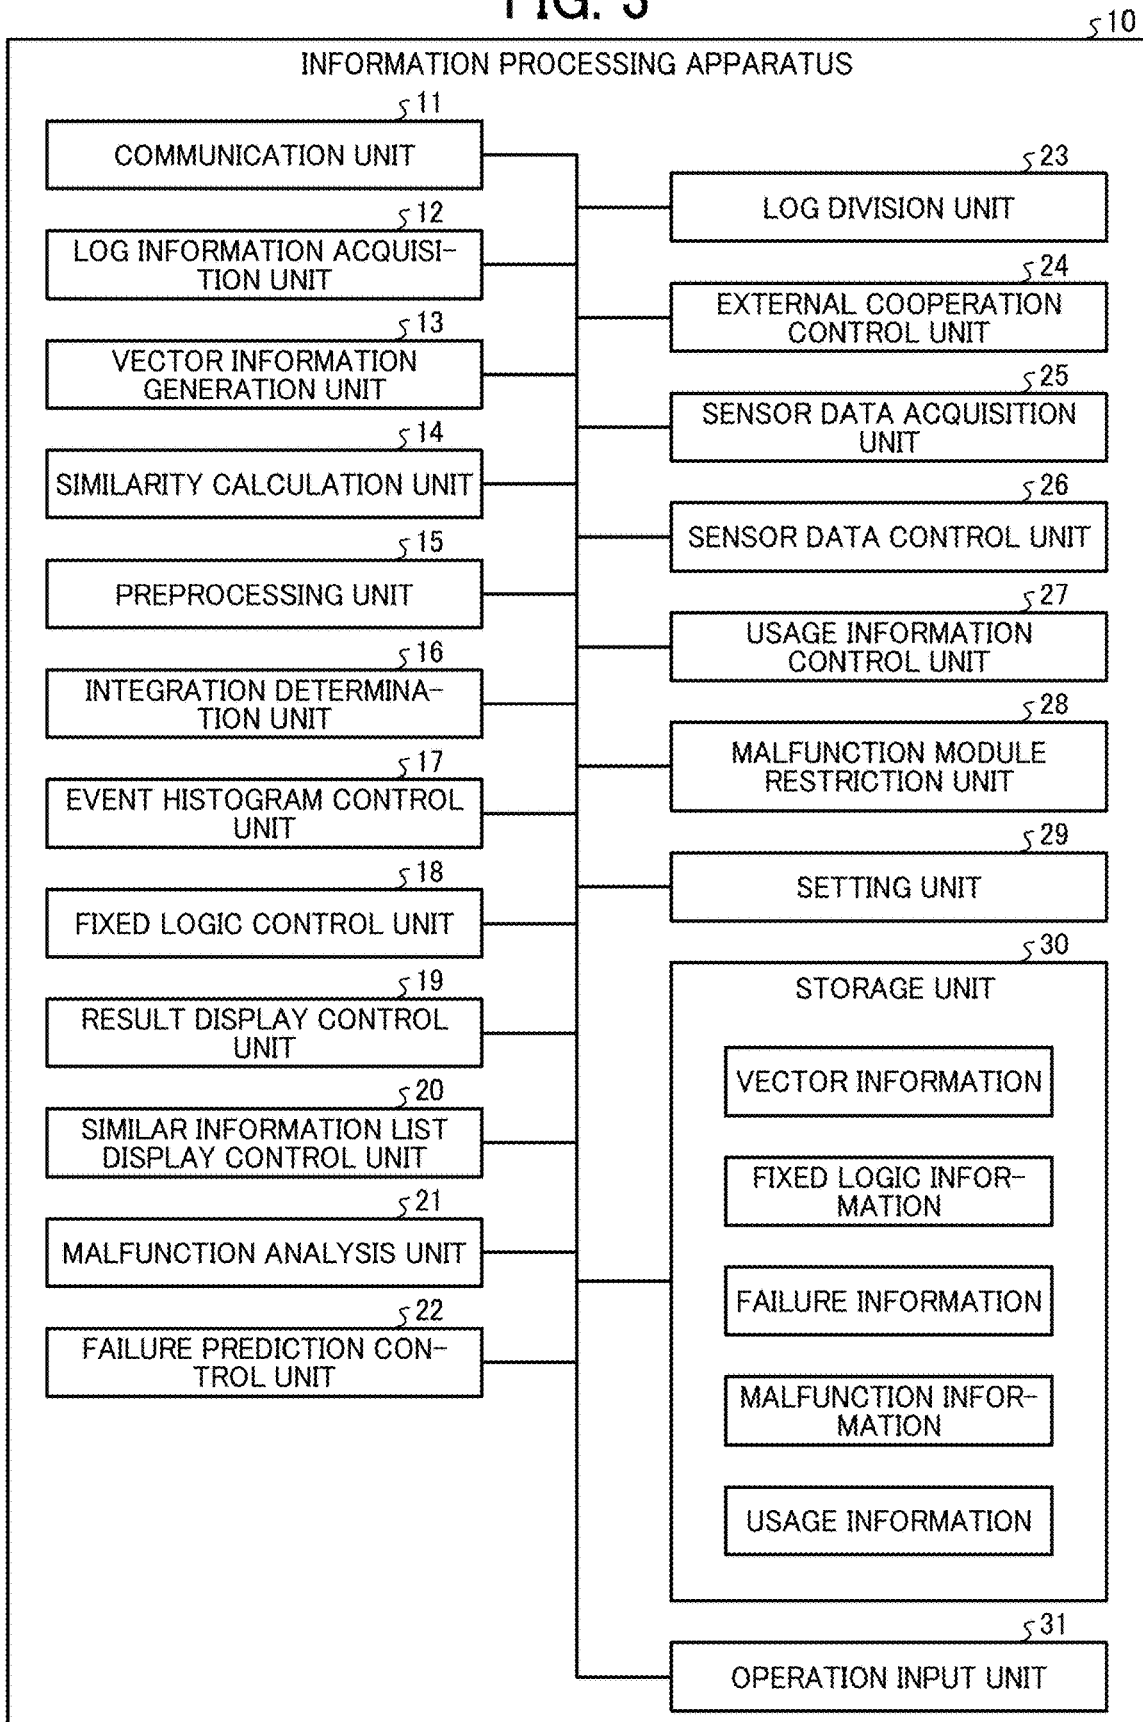 FIG. 3
10
INFORMATION PROCESSING APPARATUS
11
COMMUNICATION UNIT
12
LOG INFORMATION ACQUISI-
TION UNIT
13
VECTOR INFORMATION
GENERATION UNIT
14
SIMILARITY CALCULATION UNIT
15
PREPROCESSING UNIT
16
INTEGRATION DETERMINA-
TION UNIT
17
EVENT HISTOGRAM CONTROL
UNIT
18
FIXED LOGIC CONTROL UNIT
19
RESULT DISPLAY CONTROL
UNIT
20
SIMILAR INFORMATION LIST
DISPLAY CONTROL UNIT
21
MALFUNCTION ANALYSIS UNIT
22
FAILURE PREDICTION CON-
TROL UNIT
23
LOG DIVISION UNIT
24
EXTERNAL COOPERATION
CONTROL UNIT
25
SENSOR DATA ACQUISITION
UNIT
26
SENSOR DATA CONTROL UNIT
27
USAGE INFORMATION
CONTROL UNIT
28
MALFUNCTION MODULE
RESTRICTION UNIT
29
SETTING UNIT
30
STORAGE UNIT
VECTOR INFORMATION
FIXED LOGIC INFOR-
MATION
FAILURE INFORMATION
MALFUNCTION INFOR-
MATION
USAGE INFORMATION
31
OPERATION INPUT UNIT